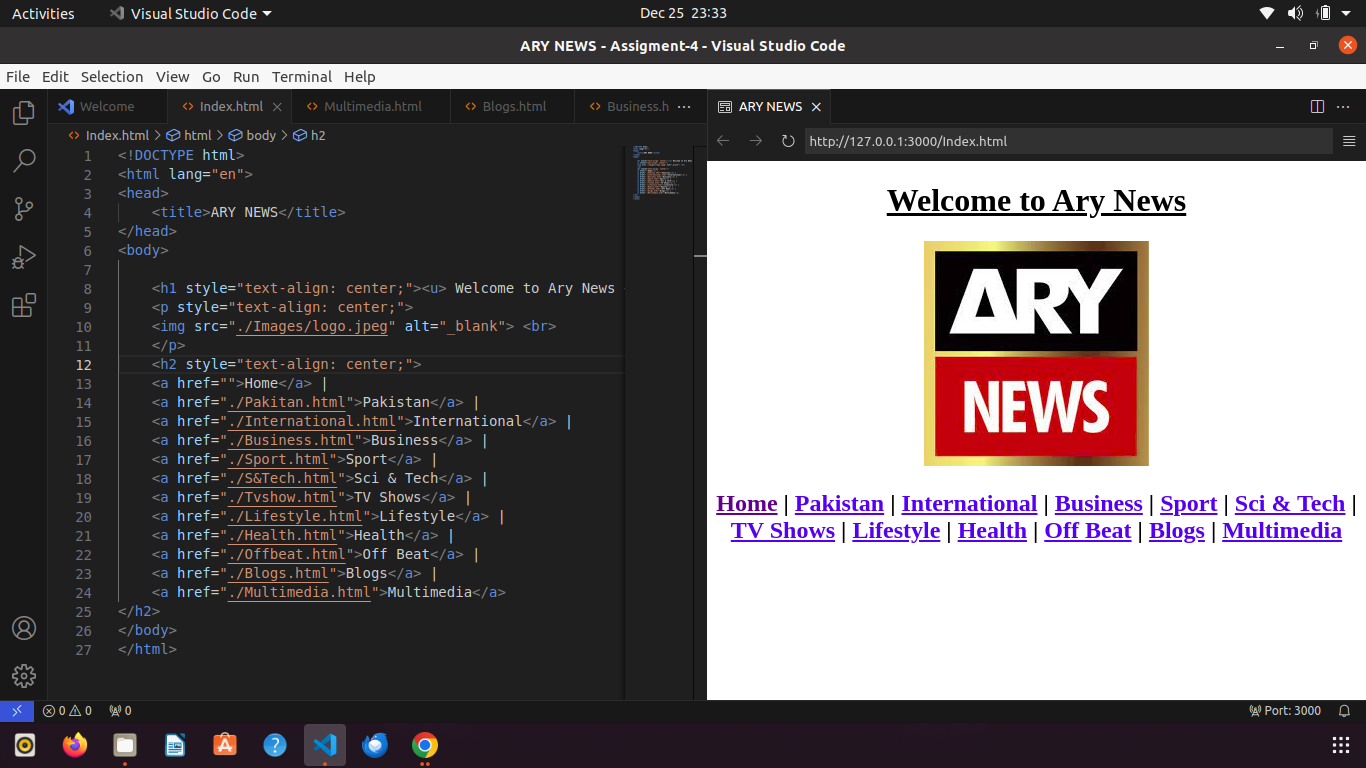 Activities
Visual Studio Code
Dec 25 23:33
ARY NEWS - Assigment-4 - Visual Studio Code
File Edit Selection View Go Run Terminal Help
Welcome
Index.html
Multimedia.html
Blogs.html
Business.h
Index.html > html > body > h2
1 <!DOCTYPE html>
2 <html lang="en">
3 <head>
4 <title>ARY NEWS</title>
5 </head>
6 <body>
7
8 <h1 style="text-align: center;"><u> Welcome to Ary News
9 <p style="text-align: center;">
10 <img src="./Images/logo.jpeg" alt="_blank"> <br>
11 </p>
12 <h2 style="text-align: center;">
13 <a href="">Home</a> |
14 <a href="./Pakitan.html">Pakistan</a> |
15 <a href="./International.html">International</a> |
16 <a href="./Business.html">Business</a> |
17 <a href="./Sport.html">Sport</a> |
18 <a href="./S&Tech.html">Sci & Tech</a> |
19 <a href="./Tvshow.html">TV Shows</a> |
20 <a href="./Lifestyle.html">Lifestyle</a> |
21 <a href="./Health.html">Health</a> |
22 <a href="./Offbeat.html">Off Beat</a> |
23 <a href="./Blogs.html">Blogs</a> |
24 <a href="./Multimedia.html">Multimedia</a>
25 </h2>
26 </body>
27 </html>
ARY NEWS
http://127.0.0.1:3000/Index.html
Welcome to Ary News
ARY
NEWS
Home | Pakistan | International | Business | Sport | Sci & Tech |
TV Shows | Lifestyle | Health | Off Beat | Blogs | Multimedia
0 0 0
Port: 3000